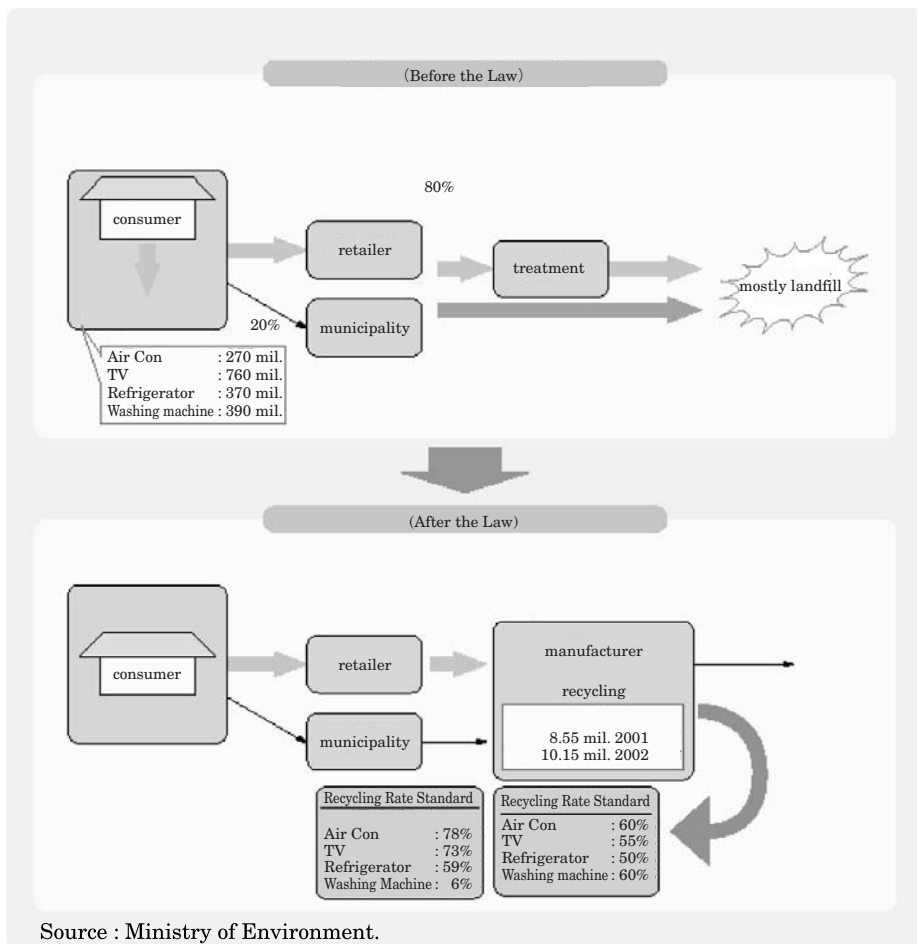 (Before the Law)
80%
consumer
retailer
treatment
mostly landfill
municipality
20%
Air Con : 270 mil.
TV : 760 mil.
Refrigerator : 370 mil.
Washing machine : 390 mil.
(After the Law)
consumer
retailer
municipality
manufacturer
recycling
8.55 mil. 2001
10.15 mil. 2002
Recycling Rate Standard
Air Con : 78%
TV : 73%
Refrigerator : 59%
Washing Machine : 6%
Recycling Rate Standard
Air Con : 60%
TV : 55%
Refrigerator : 50%
Washing machine : 60%
Source : Ministry of Environment.